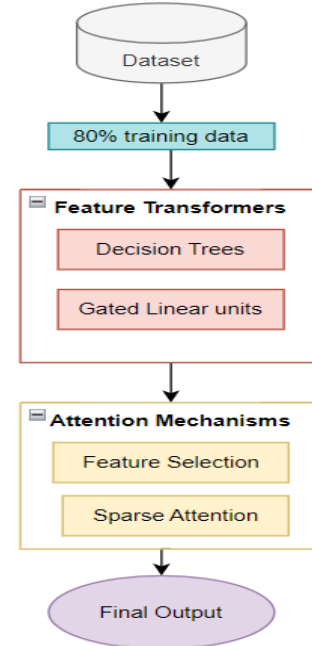 Dataset
80% training data
Feature Transformers
Decision Trees
Gated Linear units
Attention Mechanisms
Feature Selection
Sparse Attention
Final Output